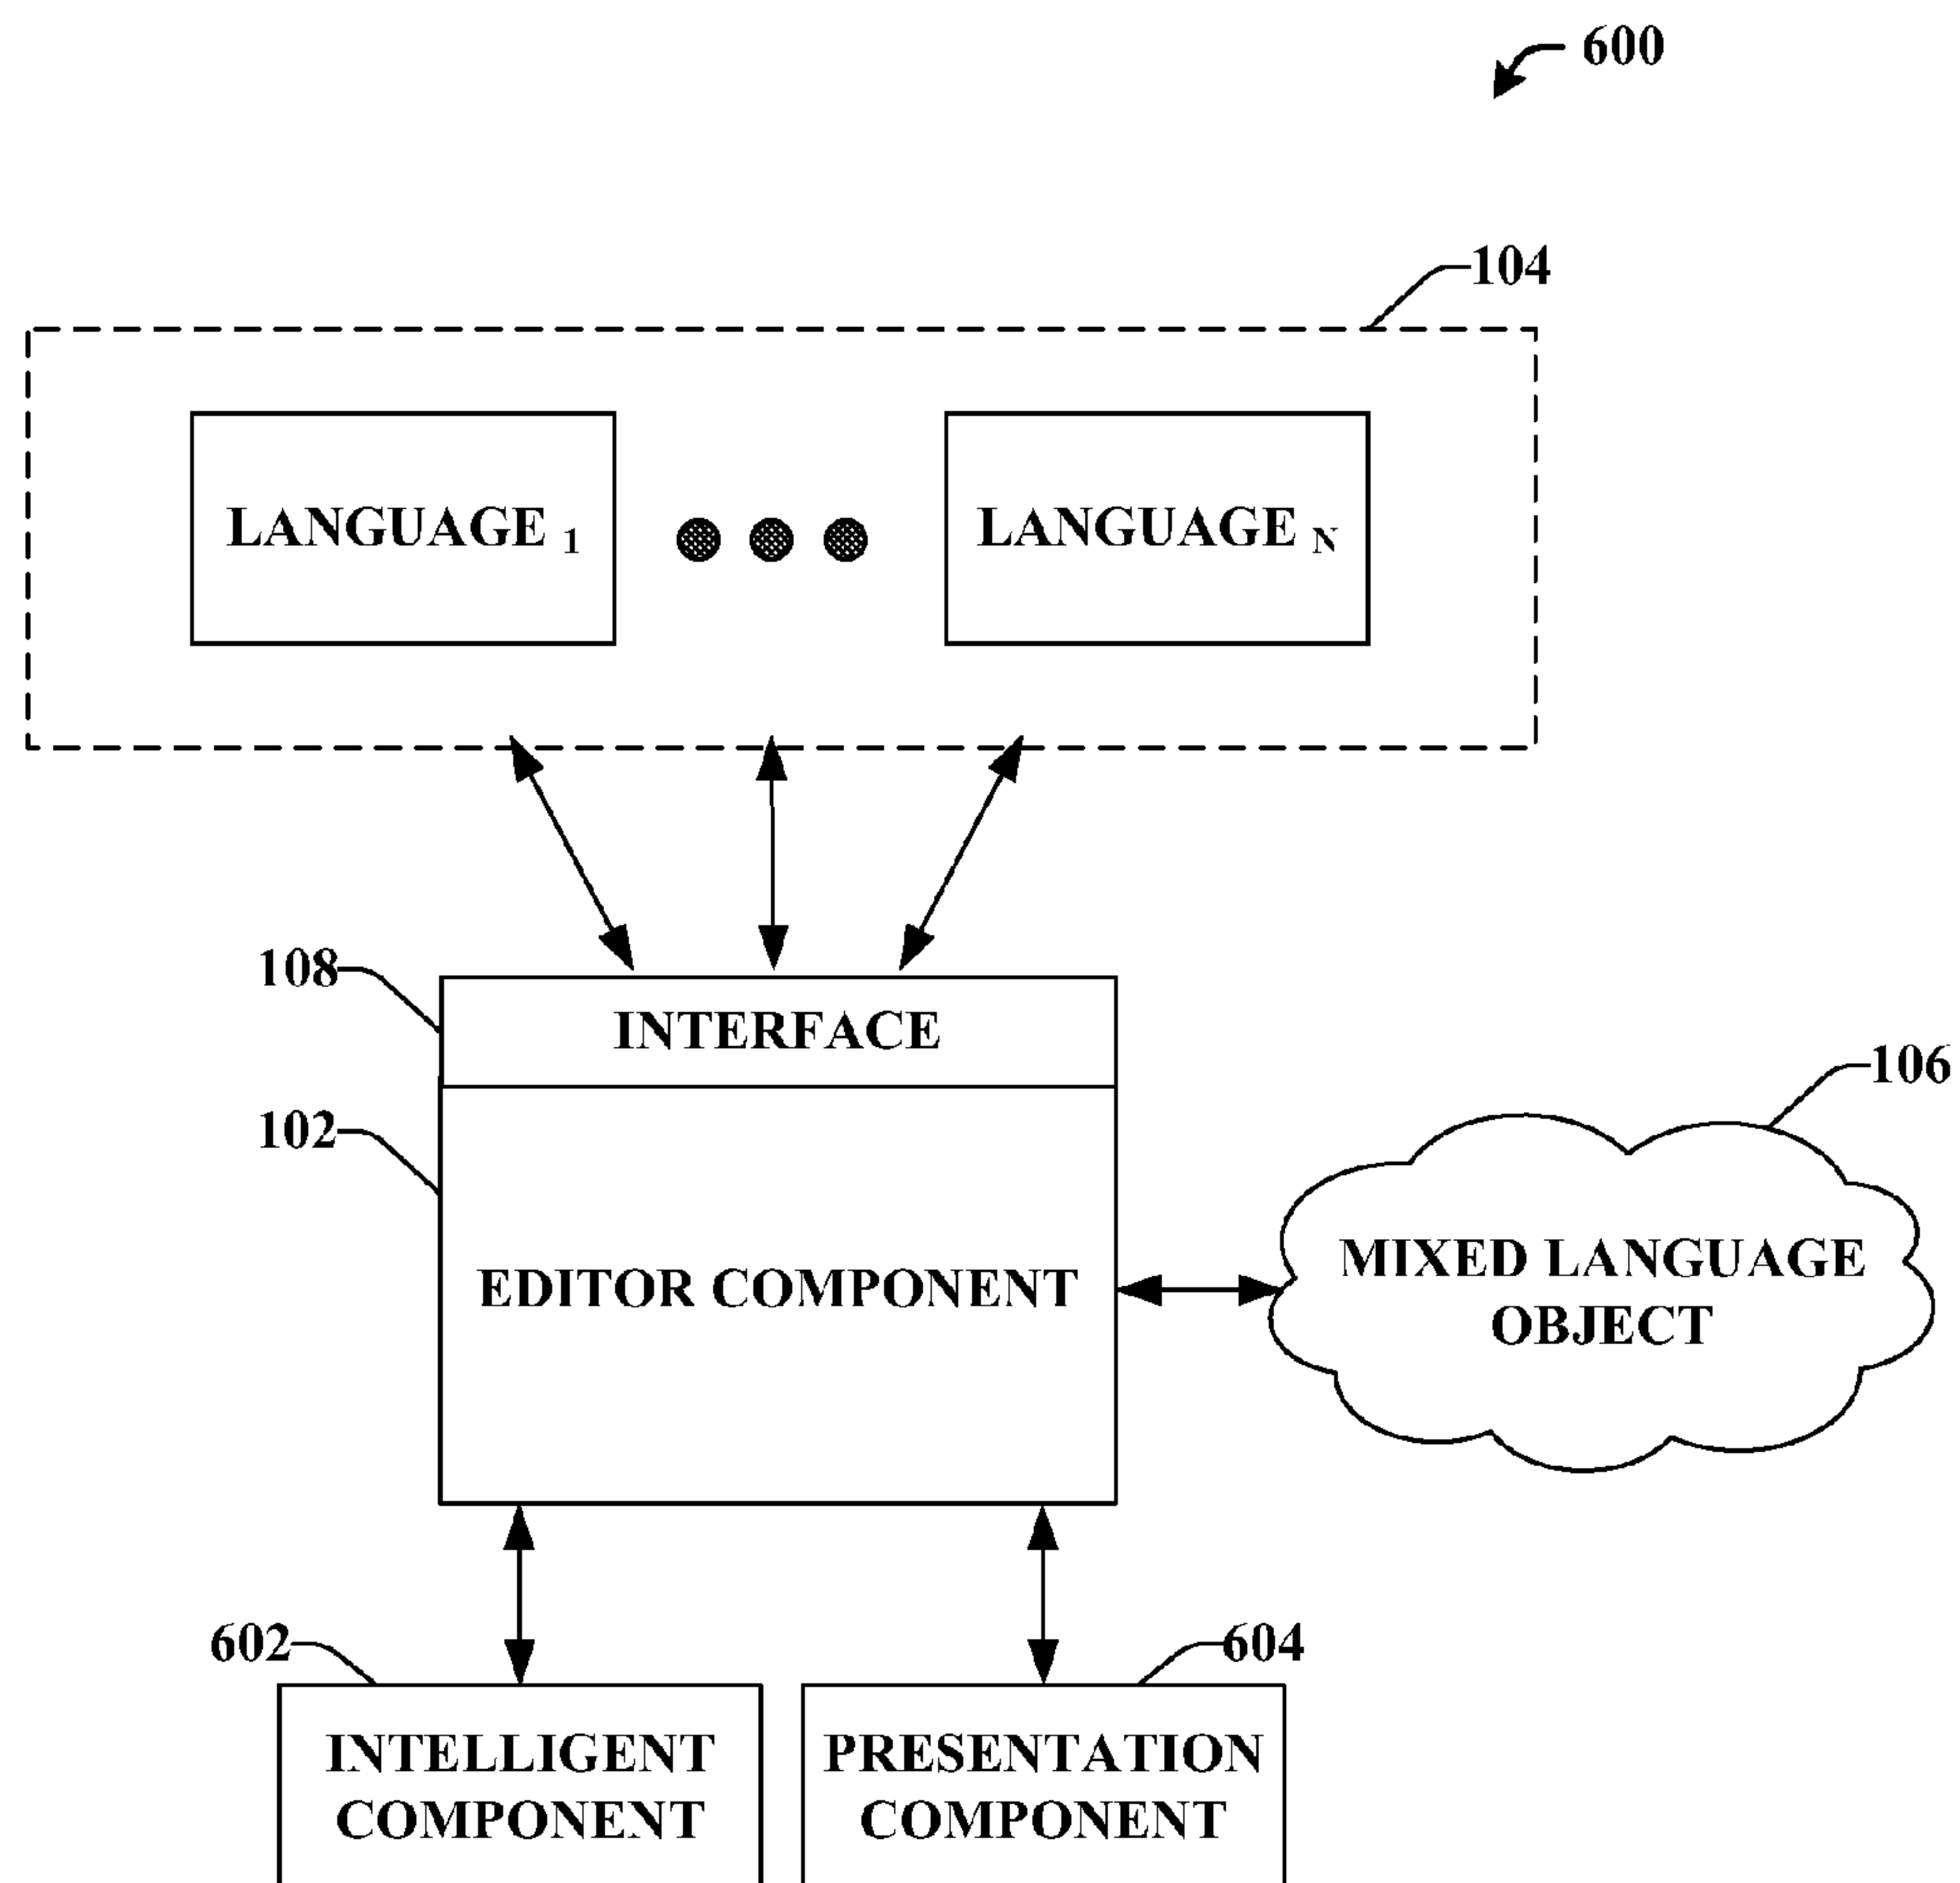 600
104
LANGUAGE 1
LANGUAGE N
108
INTERFACE
106
102
MIXED LANGUAGE
OBJECT
EDITOR COMPONENT
602
604
INTELLIGENT
COMPONENT
PRESENTATION
COMPONENT